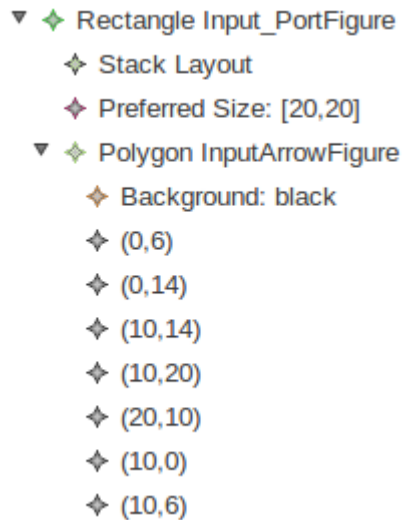 Rectangle Input_PortFigure
Stack Layout
Preferred Size: [20,20]
Polygon InputArrowFigure
Background: black
(0,6)
(0,14)
(10,14)
(10,20)
(20,10)
(10,0)
(10,6)